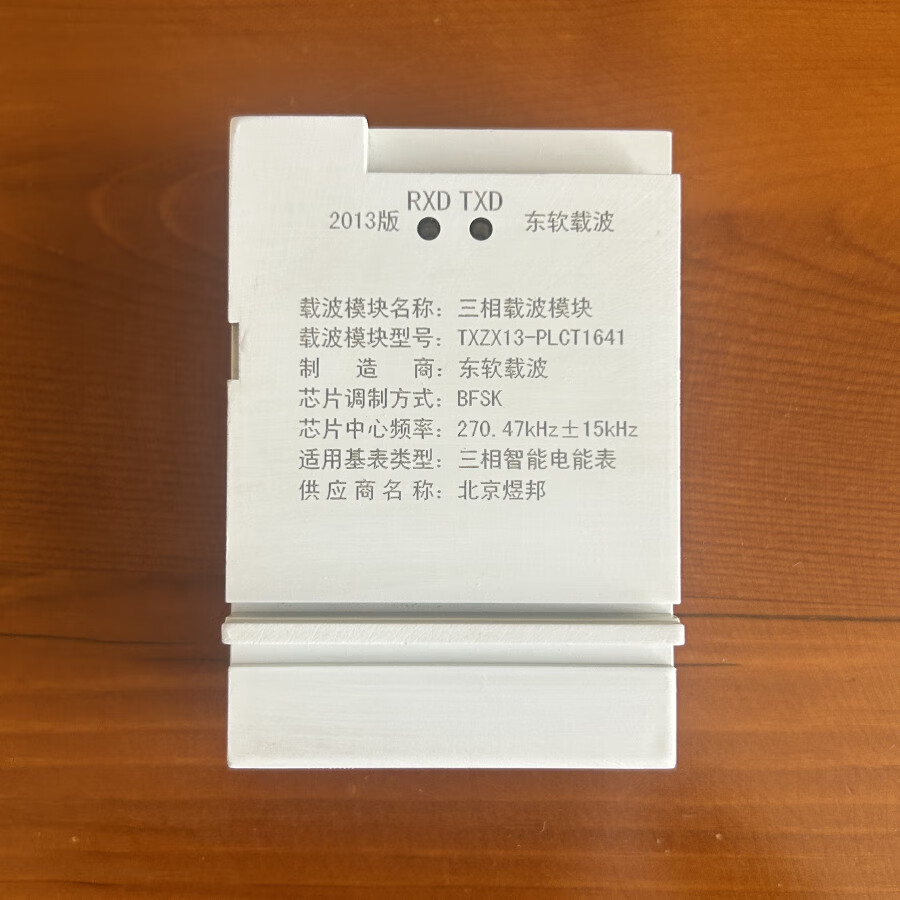 RXD TXD
2013版 东软载波
载波模块名称：三相载波模块
载波模块型号：TXZX13-PLCT1641
制造商：东软载波
芯片调制方式：BFSK
芯片中心频率：270.47kHz±15kHz
适用基表类型：三相智能电能表
供应商名称：北京煜邦